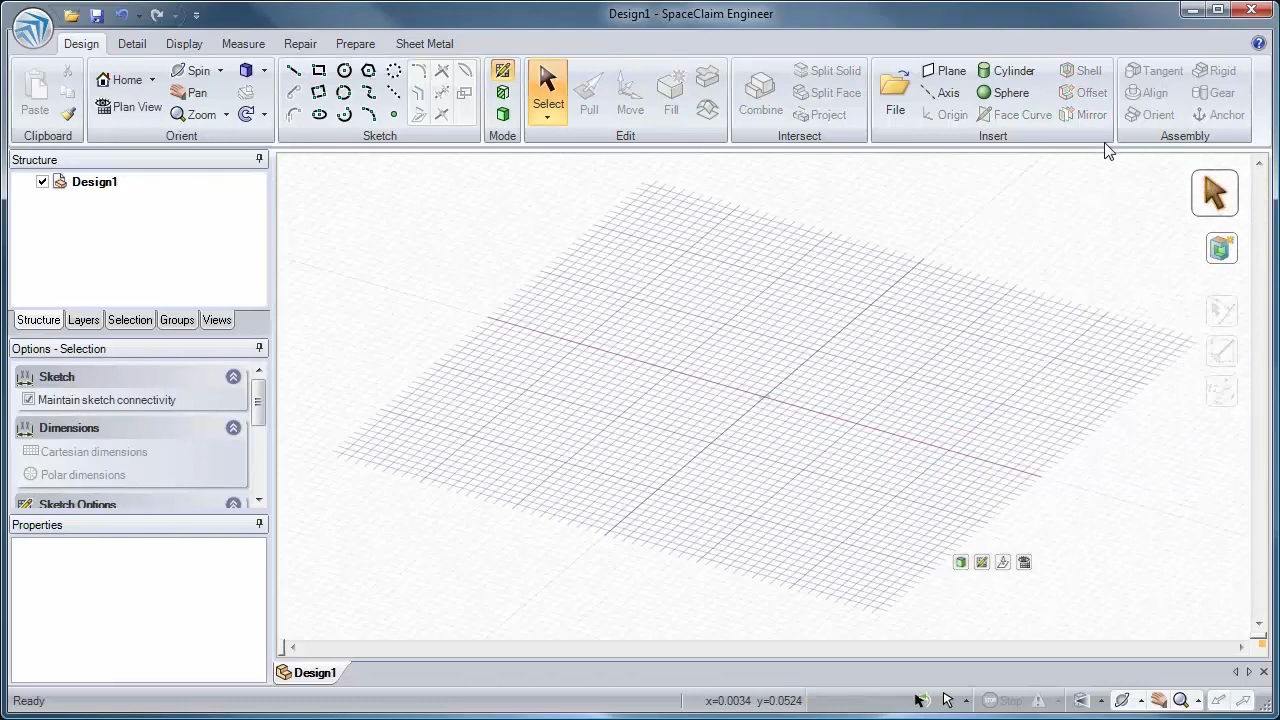 Design1 - SpaceClaim Engineer
Design Detail Display Measure Repair Prepare Sheet Metal
Paste
Clipboard
Home
Plan View
Spin
Pan
Zoom
Orient
Sketch
Mode
Select
Pull
Move
Fill
Edit
Combine
Split Solid
Split Face
Project
Intersect
File
Plane
Axis
Origin
Cylinder
Sphere
Face Curve
Shell
Offset
Mirror
Insert
Tangent
Align
Orient
Rigid
Gear
Anchor
Assembly
Structure
Design1
Structure Layers Selection Groups Views
Options - Selection
Sketch
Maintain sketch connectivity
Dimensions
Cartesian dimensions
Polar dimensions
Sketch Options
Properties
Design1
Ready
x=0.0034 y=0.0524
Stop